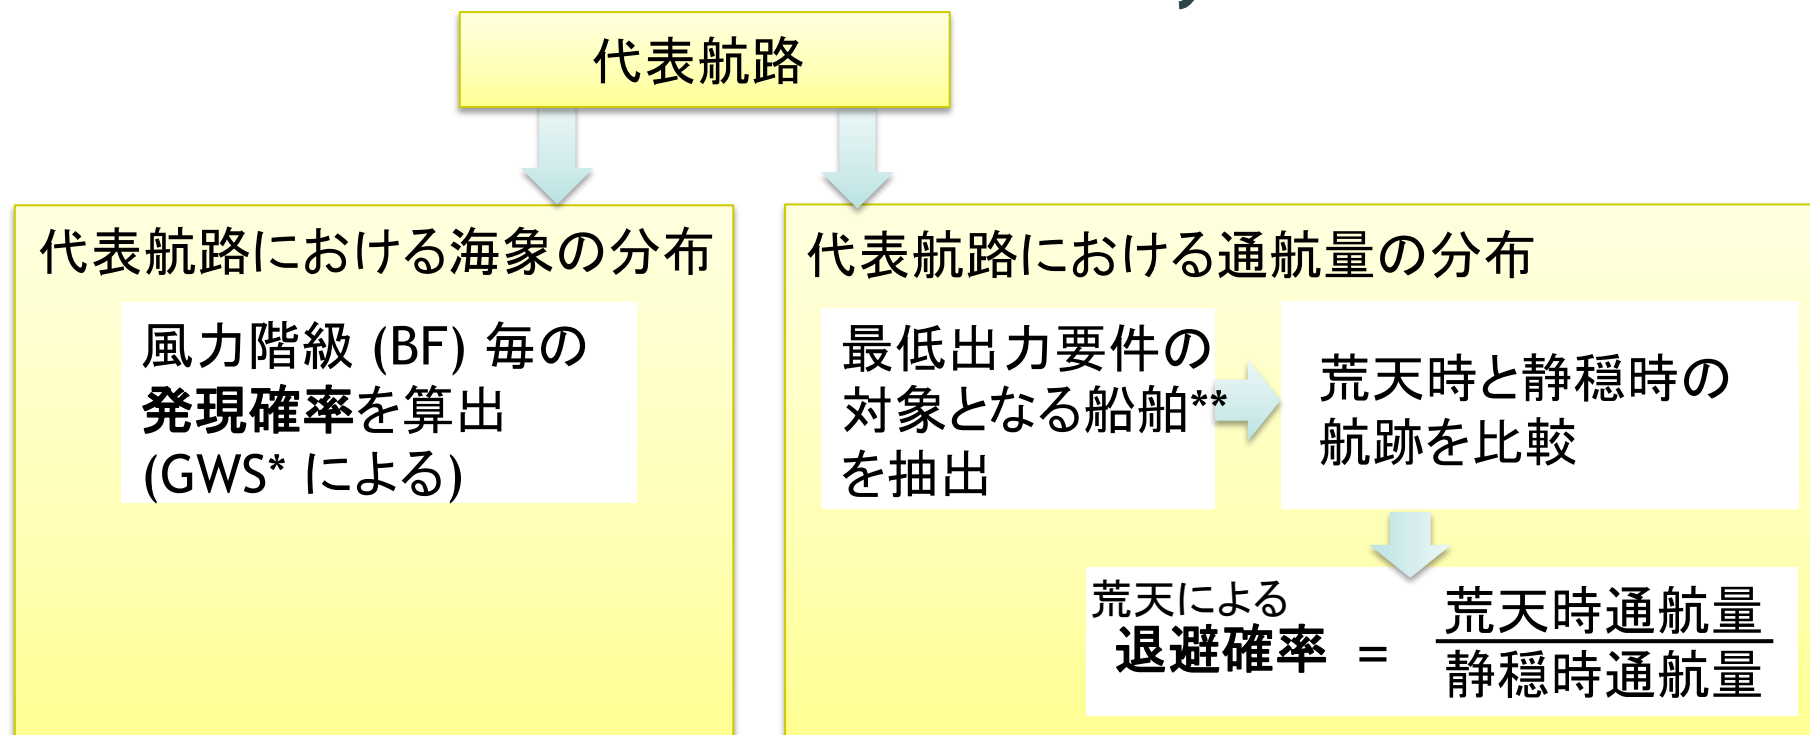 代表航路
代表航路における海象の分布
風力階級 (BF) 毎の
発現確率を算出
(GWS* による)
代表航路における通航量の分布
最低出力要件の
対象となる船舶**
を抽出
荒天時と静穏時の
航跡を比較
荒天による
退避確率 =
荒天時通航量
静穏時通航量